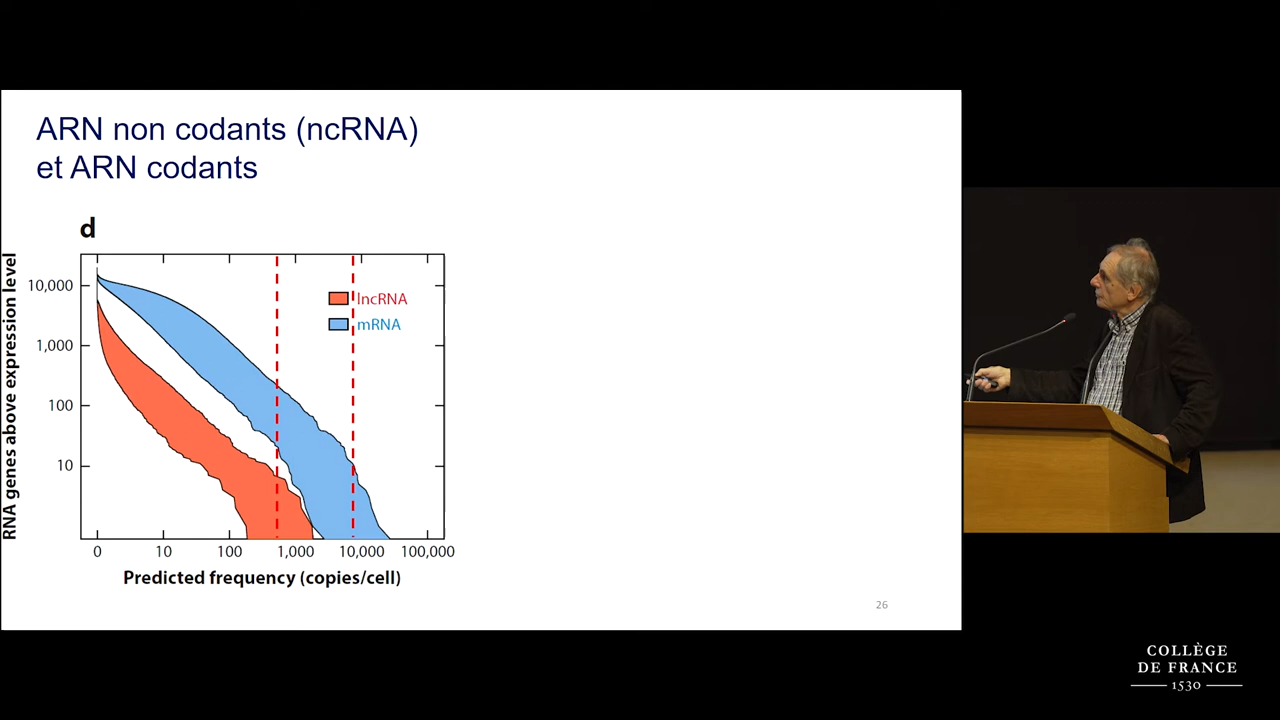 ARN non codants (ncRNA)
et ARN codants
d
RNA genes above expression level
10,000
1,000
100
10
lncRNA
mRNA
0
10
100
1,000
10,000
100,000
Predicted frequency (copies/cell)
26
COLLÈGE
DE FRANCE
1530